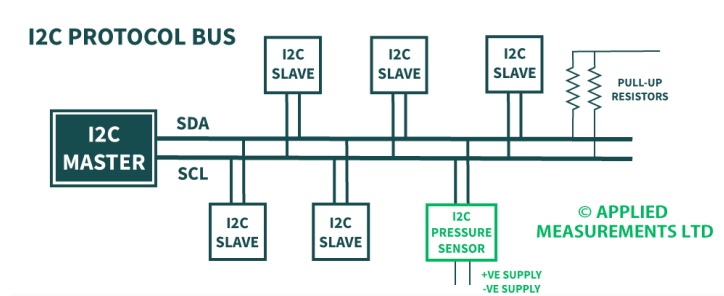 I2C PROTOCOL BUS
I2C
SLAVE
I2C
SLAVE
I2C
SLAVE
PULL-UP
RESISTORS
I2C
MASTER
SDA
SCL
I2C
SLAVE
I2C
SLAVE
I2C
PRESSURE
SENSOR
© APPLIED
MEASUREMENTS LTD
+VE SUPPLY
-VE SUPPLY